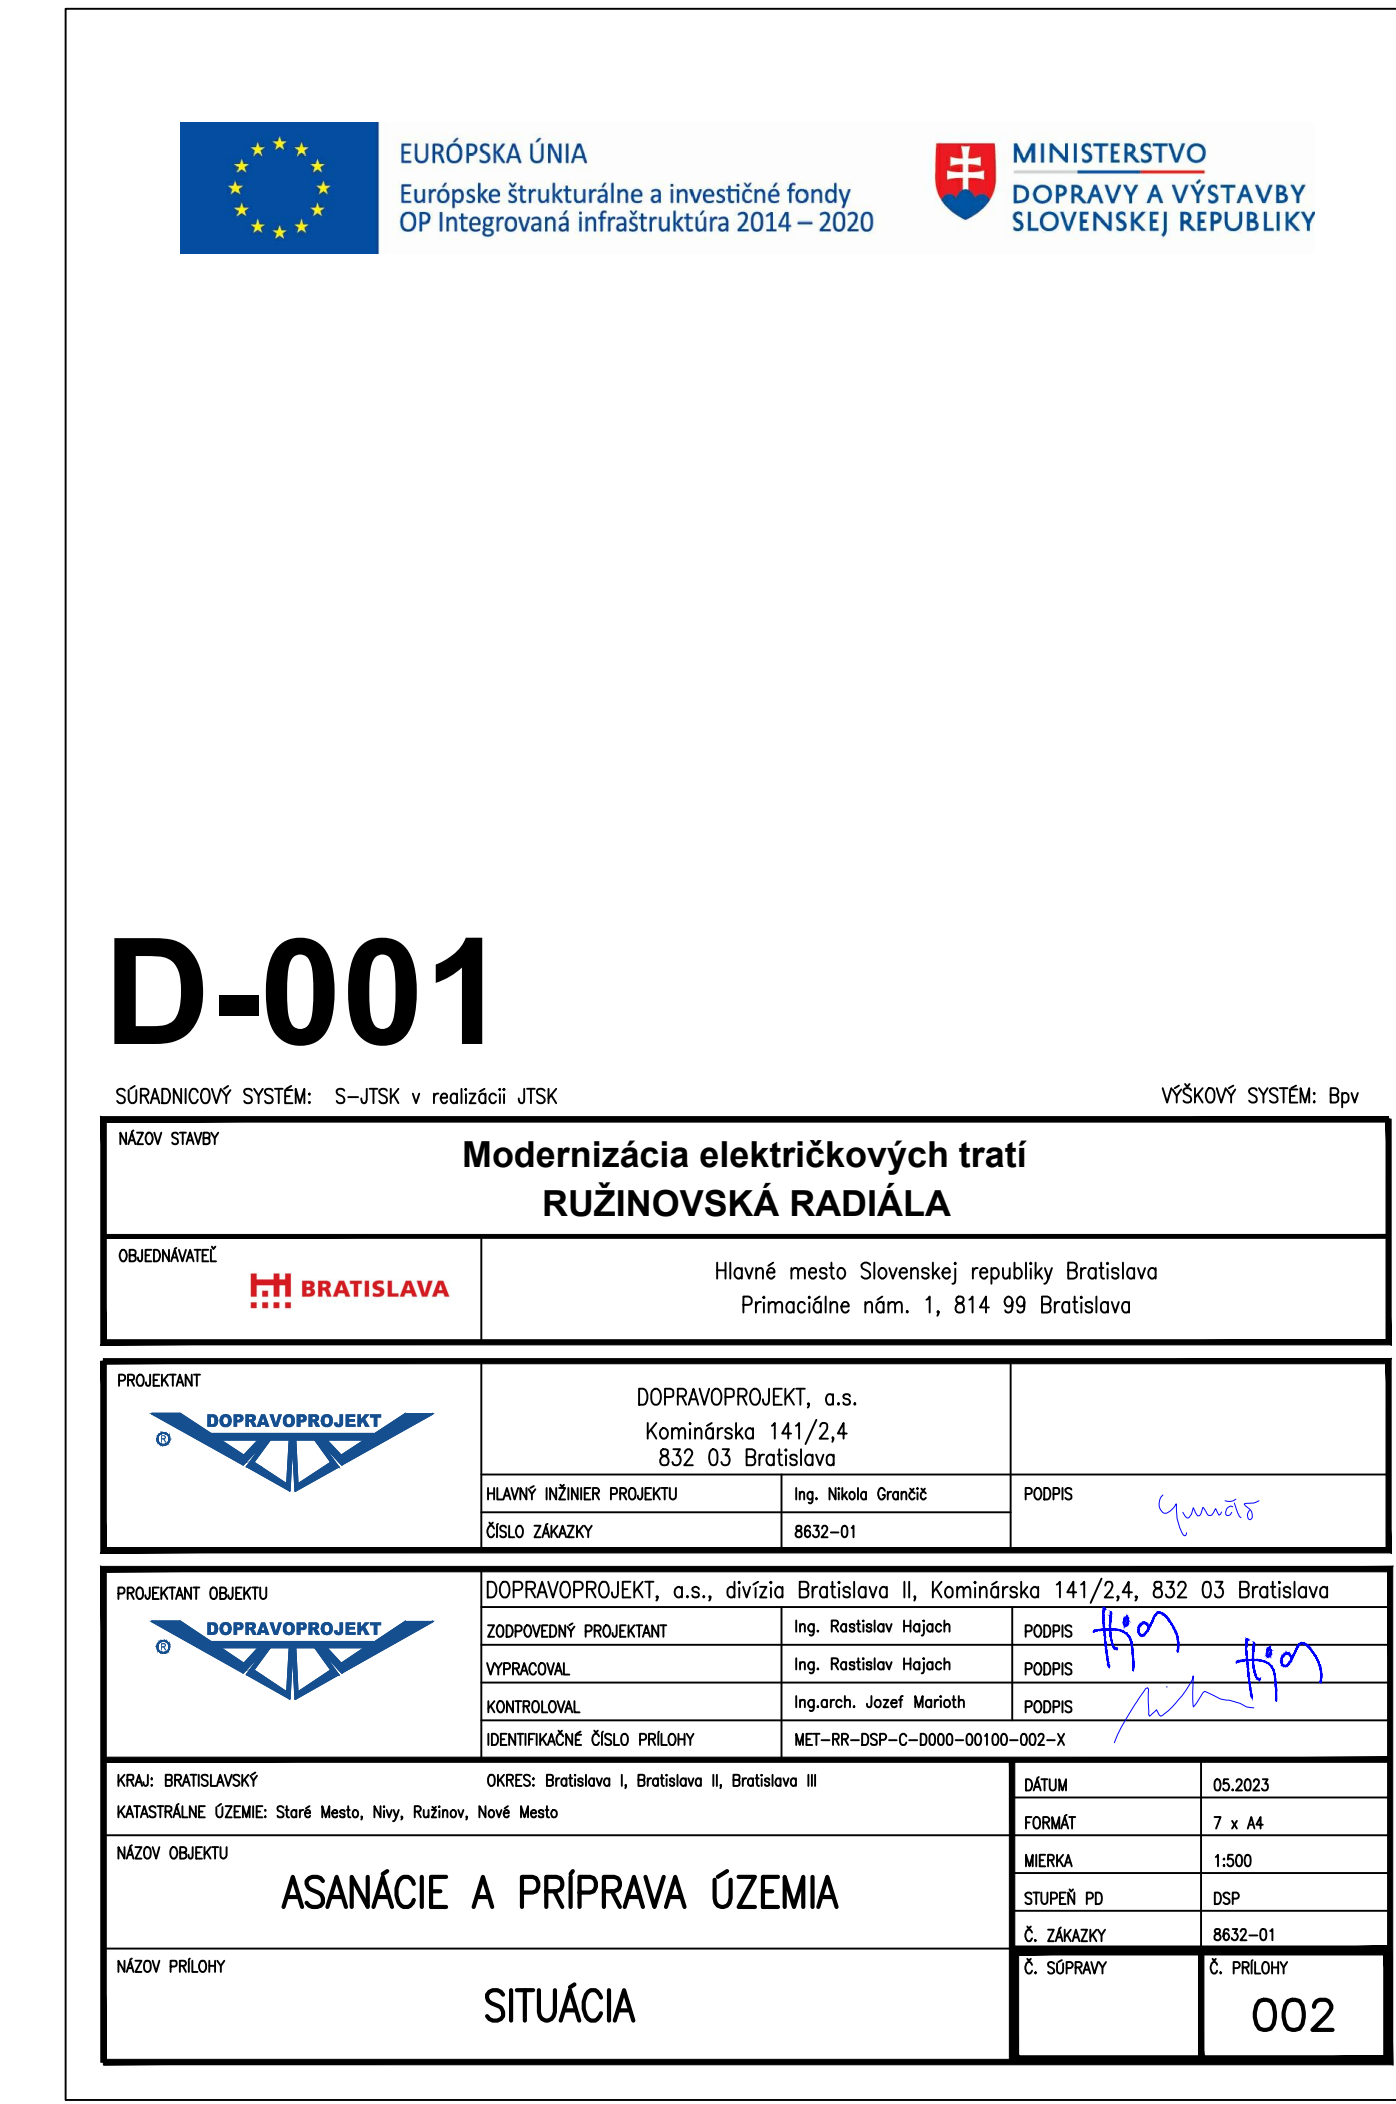 EURÓPSKA ÚNIA
Európske štrukturálne a investičné fondy
OP Integrovaná infraštruktúra 2014 – 2020
MINISTERSTVO
DOPRAVY A VÝSTAVBY
SLOVENSKEJ REPUBLIKY
D-001
SÚRADNICOVÝ SYSTÉM: S-JTSK v realizácii JTSK
VÝŠKOVÝ SYSTÉM: Bpv
NÁZOV STAVBY
Modernizácia električkových tratí
RUŽINOVSKÁ RADIÁLA
OBJEDNÁVATEĽ
BRATISLAVA
Hlavné mesto Slovenskej republiky Bratislava
Primaciálne nám. 1, 814 99 Bratislava
PROJEKTANT
DOPRAVOPROJEKT
®
DOPRAVOPROJEKT, a.s.
Kominárska 141/2,4
832 03 Bratislava
HLAVNÝ INŽINIER PROJEKTU Ing. Nikola Grančič PODPIS
ČÍSLO ZÁKAZKY 8632-01
PROJEKTANT OBJEKTU
DOPRAVOPROJEKT
®
DOPRAVOPROJEKT, a.s., divízia Bratislava II, Kominárska 141/2,4, 832 03 Bratislava
ZODPOVEDNÝ PROJEKTANT Ing. Rastislav Hajach PODPIS
VYPRACOVAL Ing. Rastislav Hajach PODPIS
KONTROLOVAL Ing.arch. Jozef Marioth PODPIS
IDENTIFIKAČNÉ ČÍSLO PRÍLOHY MET-RR-DSP-C-D000-00100-002-X
KRAJ: BRATISLAVSKÝ OKRES: Bratislava I, Bratislava II, Bratislava III
KATASTRÁLNE ÚZEMIE: Staré Mesto, Nivy, Ružinov, Nové Mesto
DÁTUM 05.2023
FORMÁT 7 x A4
MIERKA 1:500
STUPEŇ PD DSP
Č. ZÁKAZKY 8632-01
NÁZOV OBJEKTU
ASANÁCIE A PRÍPRAVA ÚZEMIA
NÁZOV PRÍLOHY
SITUÁCIA
Č. SÚPRAVY
Č. PRÍLOHY
002